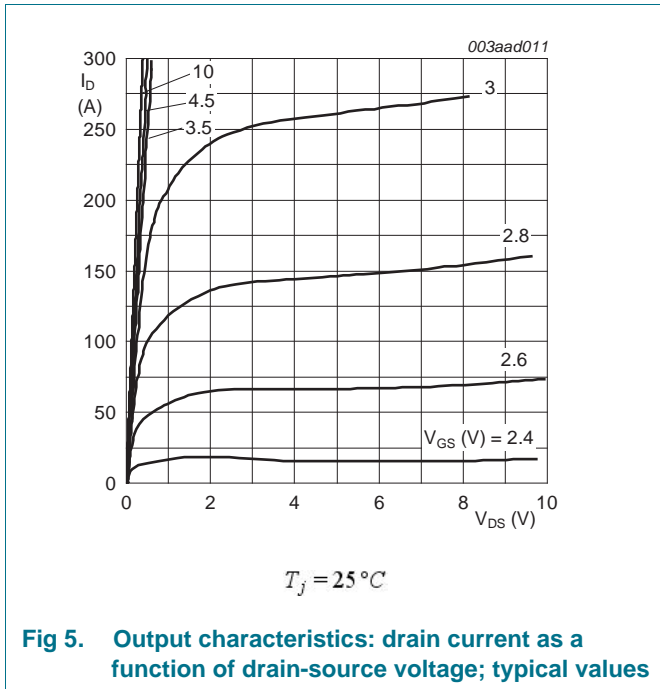 003aad011
300
I_D
(A)
250
200
150
100
50
0
10
4.5
3.5
3
2.8
2.6
V_GS (V) = 2.4
0
2
4
6
8
10
V_DS (V)
T_j = 25 °C
Fig 5. Output characteristics: drain current as a
function of drain-source voltage; typical values